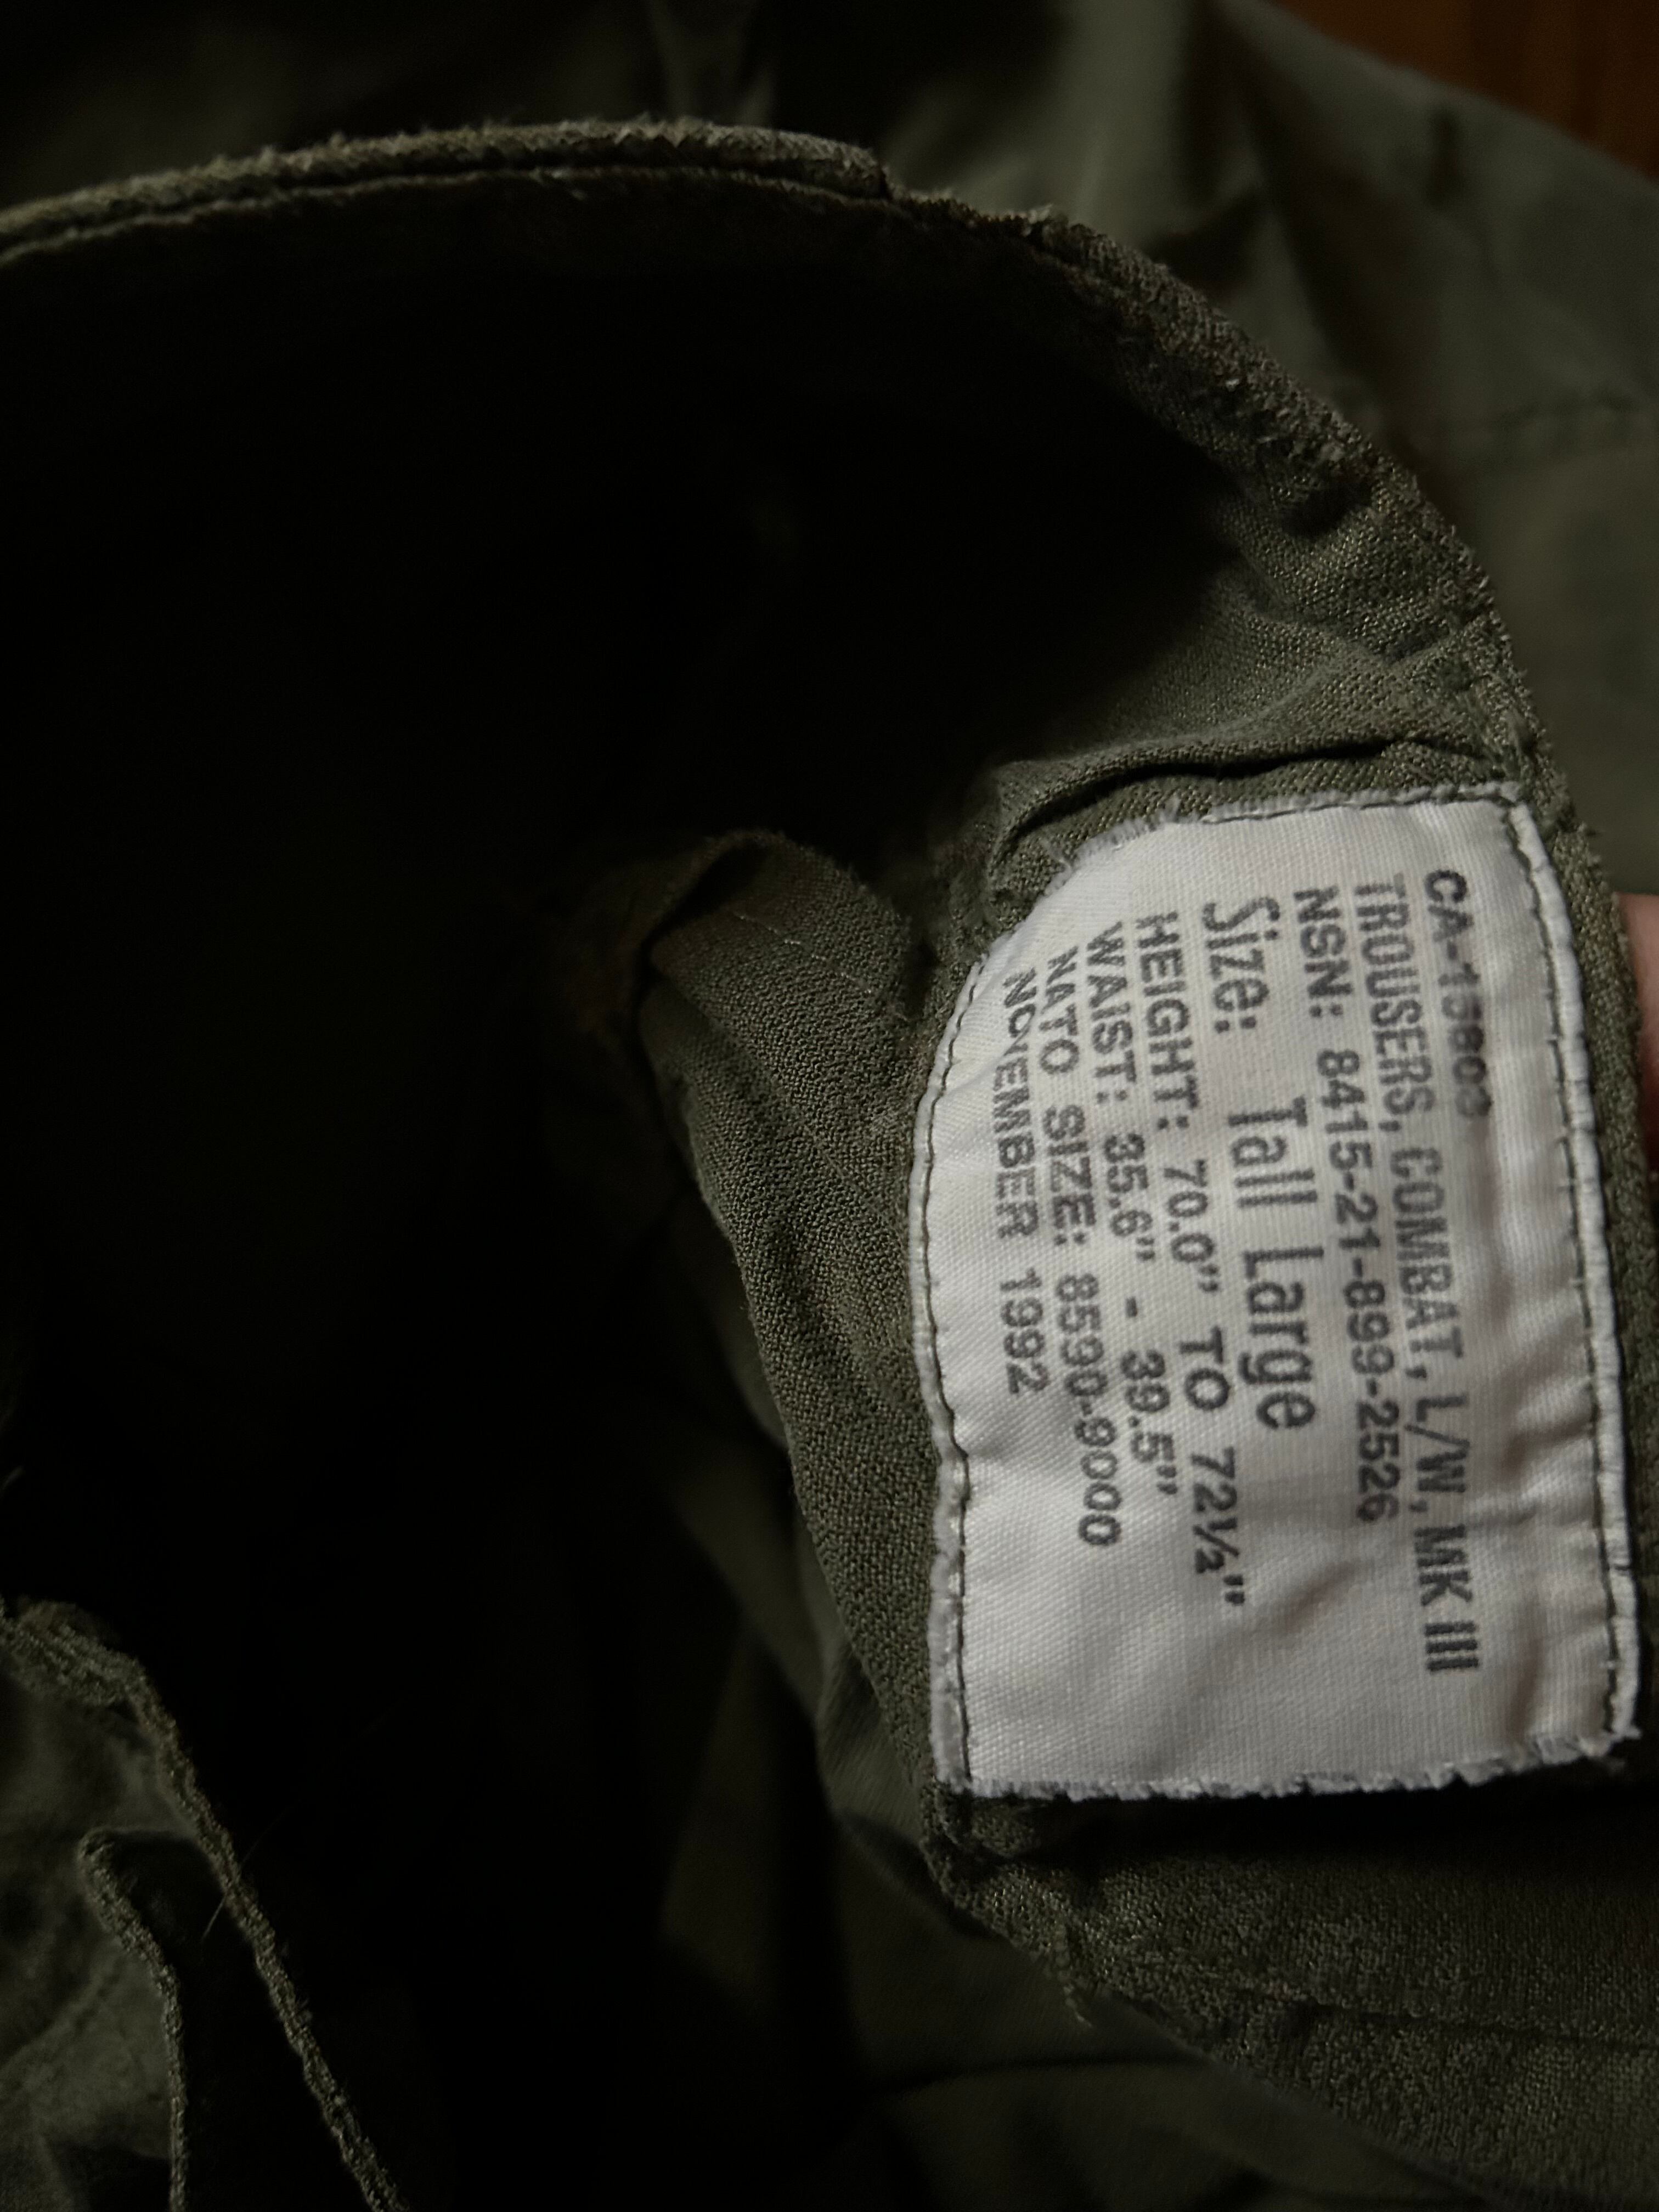 CA-15803
TROUSERS, COMBAT, L/W, MK III
NSN: 8415-21-899-2526
Size: Tall Large
HEIGHT: 70.0" TO 72½"
WAIST: 35.6" - 39.5"
NATO SIZE: 8590-9000
NOVEMBER 1992